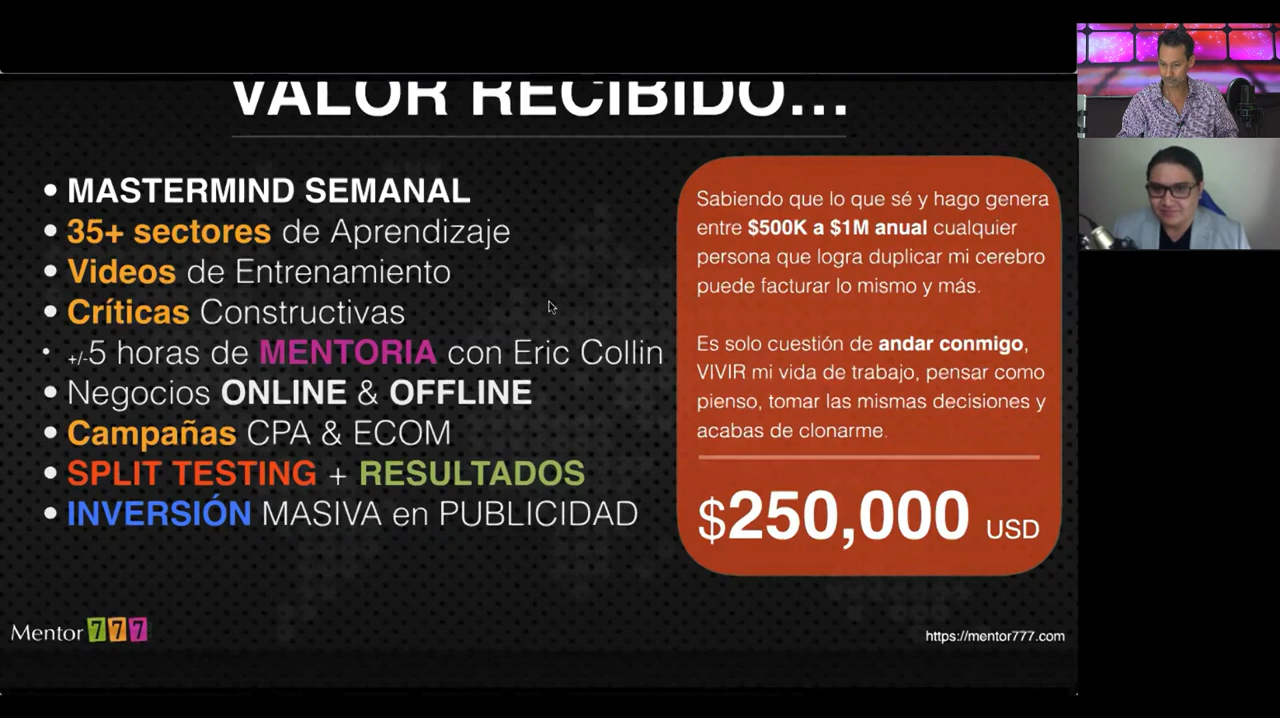 VALOR RECIBIDO...
• MASTERMIND SEMANAL
• 35+ sectores de Aprendizaje
• Videos de Entrenamiento
• Críticas Constructivas
• +/-5 horas de MENTORIA con Eric Collin
• Negocios ONLINE & OFFLINE
• Campañas CPA & ECOM
• SPLIT TESTING + RESULTADOS
• INVERSIÓN MASIVA en PUBLICIDAD
Sabiendo que lo que sé y hago genera
entre $500K a $1M anual cualquier
persona que logra duplicar mi cerebro
puede facturar lo mismo y más.
Es solo cuestión de andar conmigo,
VIVIR mi vida de trabajo, pensar como
pienso, tomar las mismas decisiones y
acabas de clonarme.
$250,000 USD
Mentor 777
https://mentor777.com